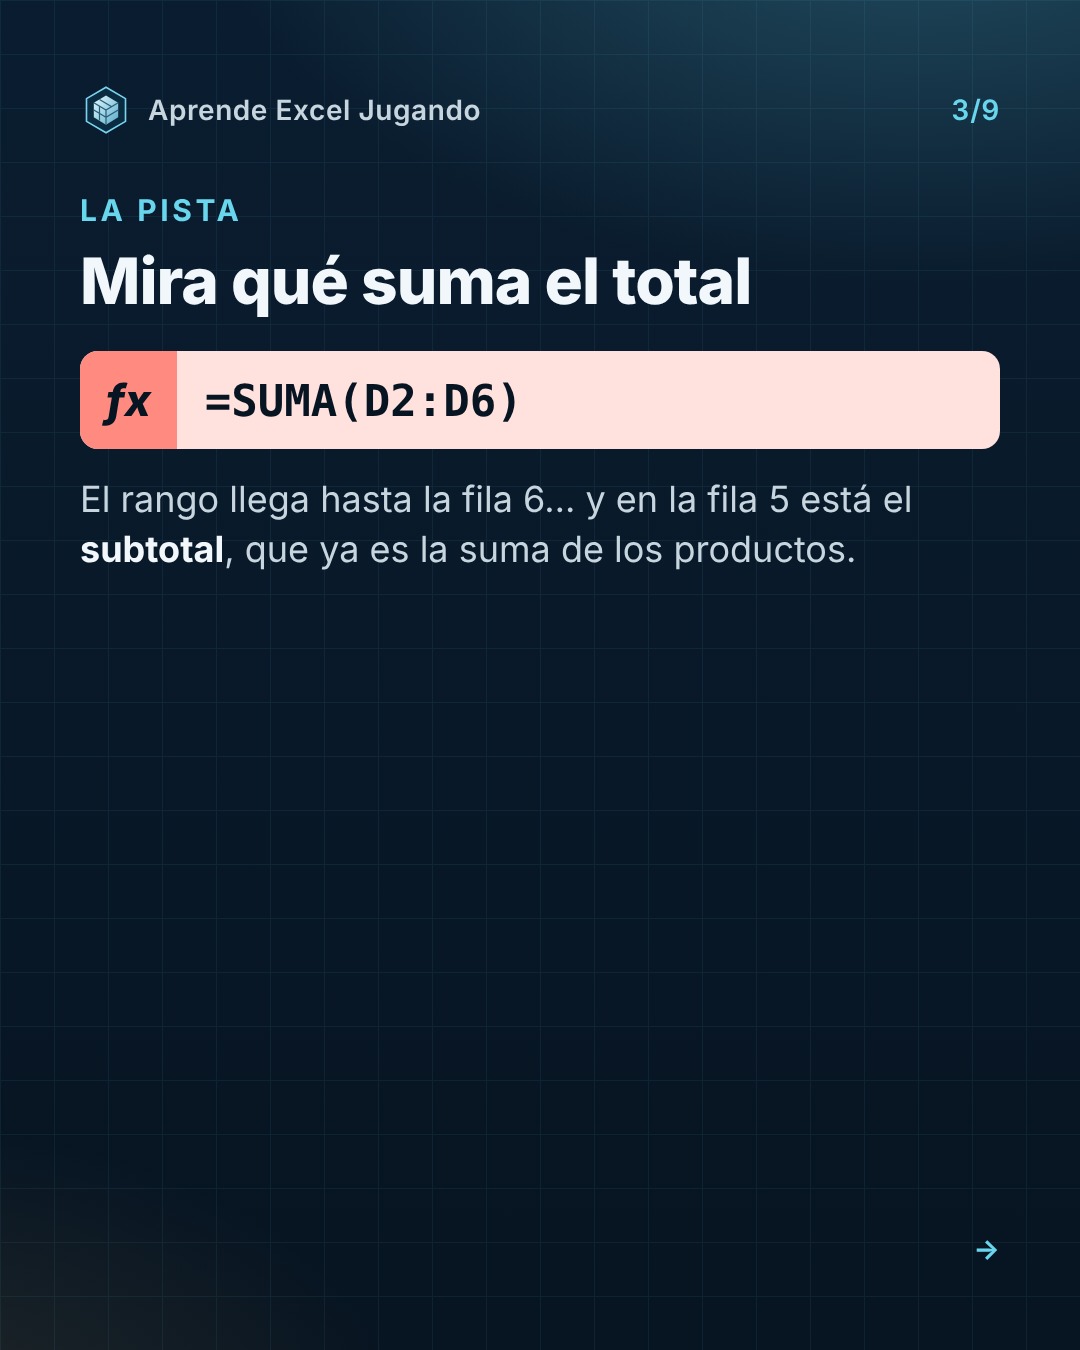 Aprende Excel Jugando
3/9
LA PISTA
Mira qué suma el total
fx =SUMA(D2:D6)
El rango llega hasta la fila 6... y en la fila 5 está el
subtotal, que ya es la suma de los productos.
→